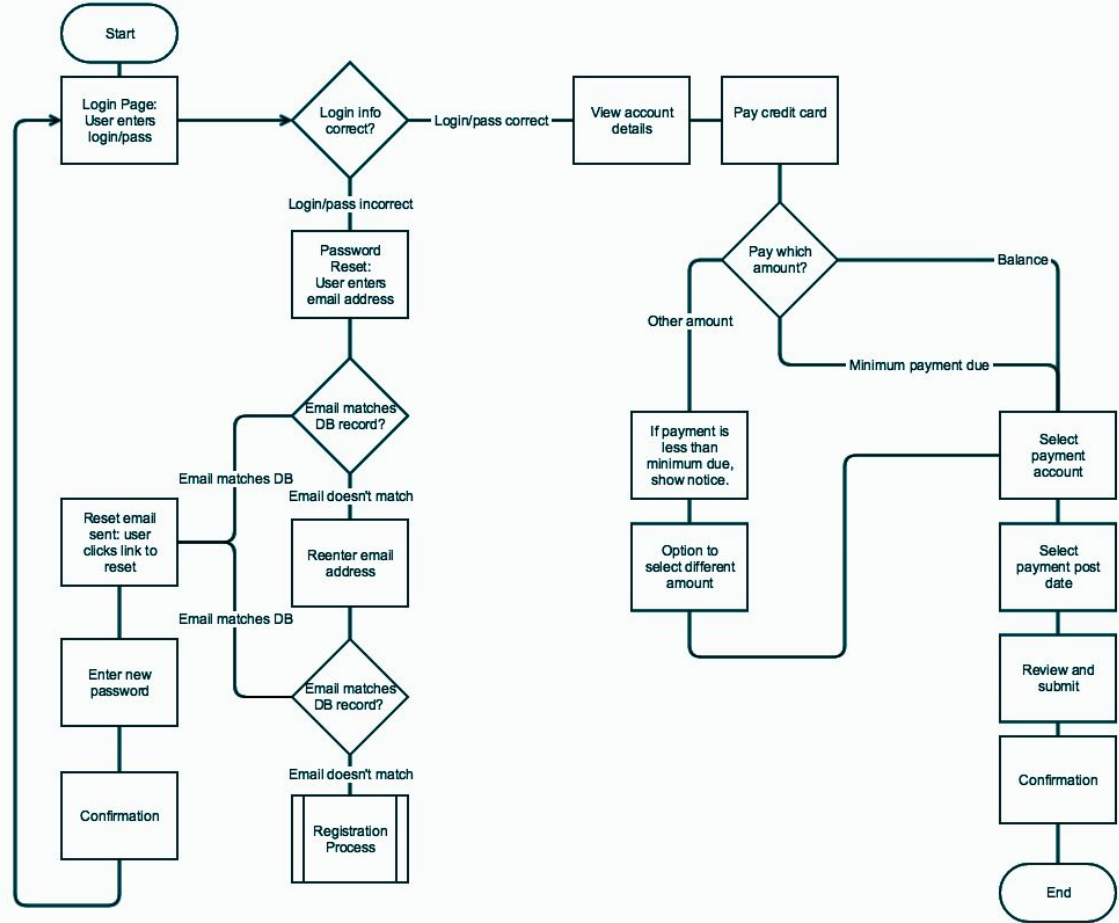 Start
Login Page:
User enters
login/pass
Login info
correct?
Login/pass correct
View account
details
Pay credit card
Login/pass incorrect
Password
Reset:
User enters
email address
Pay which
amount?
Balance
Other amount
Minimum payment due
Email matches
DB record?
If payment is
less than
minimum due,
show notice.
Select
payment
account
Email matches DB
Email doesn't match
Reset email
sent: user
clicks link to
reset
Reenter email
address
Option to
select different
amount
Select
payment post
date
Email matches DB
Enter new
password
Email matches
DB record?
Review and
submit
Email doesn't match
Confirmation
Registration
Process
Confirmation
End